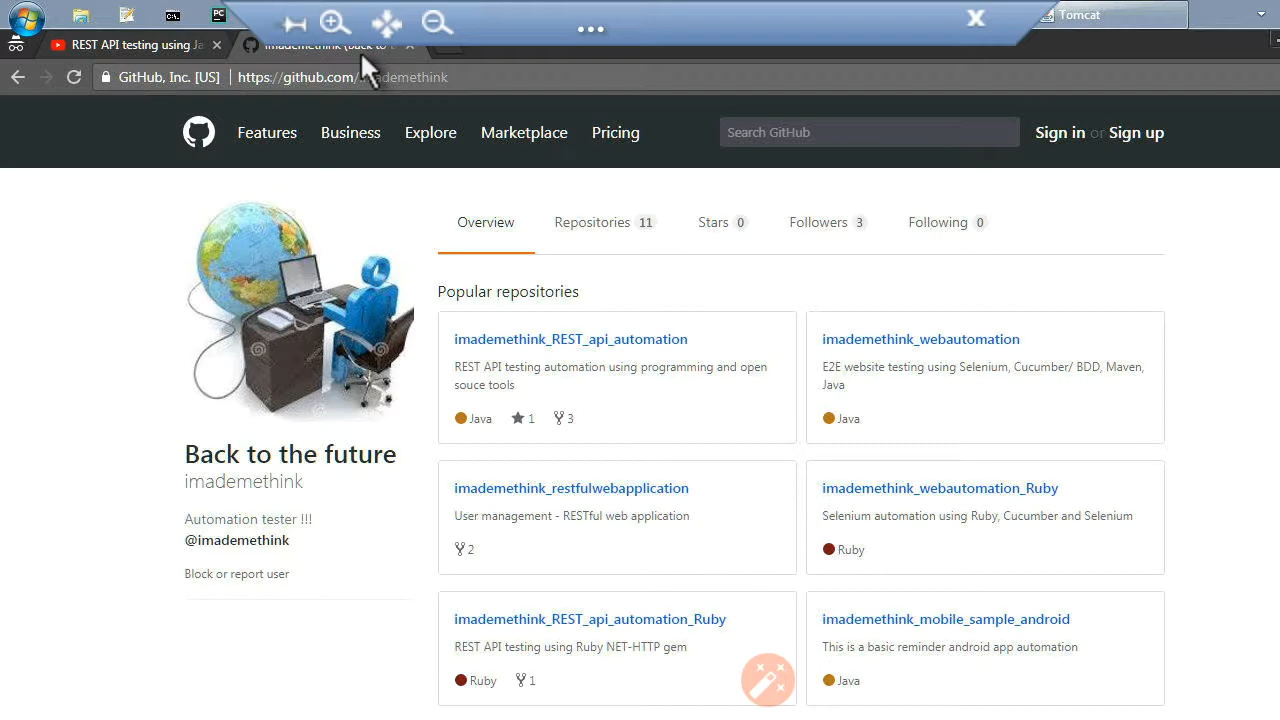 PC
Tomcat
REST API testing using Ja
imademethink (Back to t
GitHub, Inc. [US]
https://github.com/imademethink
Features
Business
Explore
Marketplace
Pricing
Search GitHub
Sign in or Sign up
Overview
Repositories 11
Stars 0
Followers 3
Following 0
Popular repositories
imademethink_REST_api_automation
REST API testing automation using programming and open
souce tools
Java
1
3
imademethink_webautomation
E2E website testing using Selenium, Cucumber/ BDD, Maven,
Java
Java
Back to the future
imademethink
Automation tester !!!
@imademethink
Block or report user
imademethink_restfulwebapplication
User management - RESTful web application
2
imademethink_webautomation_Ruby
Selenium automation using Ruby, Cucumber and Selenium
Ruby
imademethink_REST_api_automation_Ruby
REST API testing using Ruby NET-HTTP gem
Ruby
1
imademethink_mobile_sample_android
This is a basic reminder android app automation
Java